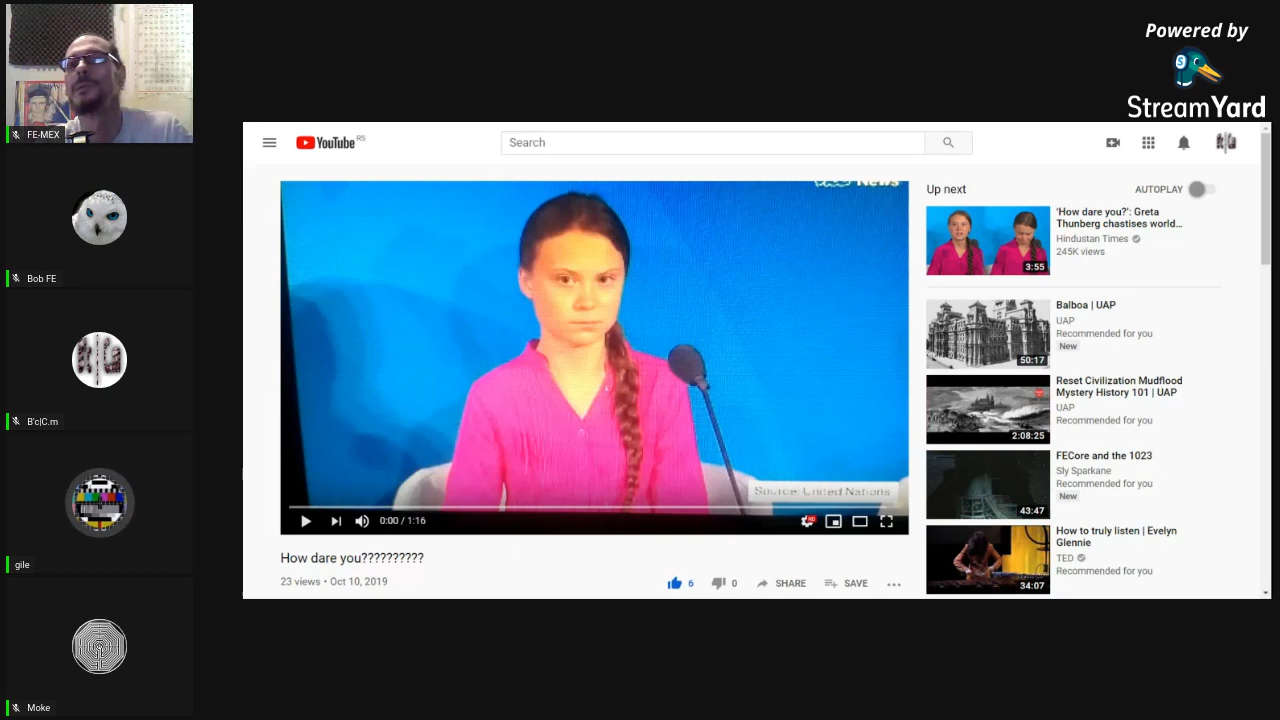 FE-MEX
Bob FE
B'c|C.m
gile
Moke
Powered by
StreamYard
YouTube RS
Search
News
Source: United Nations
0:00 / 1:16
How dare you??????????
23 views • Oct 10, 2019
6
0
SHARE
SAVE
Up next
AUTOPLAY
'How dare you?': Greta
Thunberg chastises world...
Hindustan Times
245K views
3:55
Balboa | UAP
UAP
Recommended for you
New
50:17
Reset Civilization Mudflood
Mystery History 101 | UAP
UAP
Recommended for you
2:08:25
FECore and the 1023
Sly Sparkane
Recommended for you
New
43:47
How to truly listen | Evelyn
Glennie
TED
Recommended for you
34:07